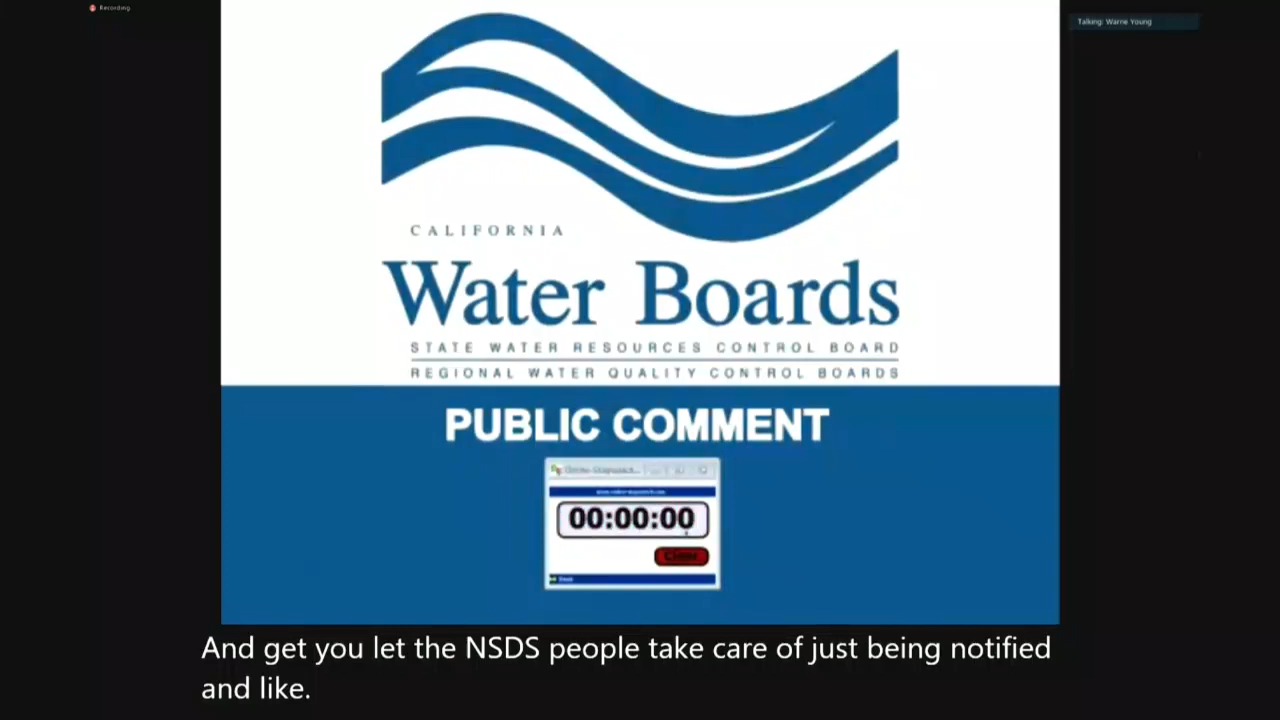 Recording
Talking: Warne Young
CALIFORNIA
Water Boards
STATE WATER RESOURCES CONTROL BOARD
REGIONAL WATER QUALITY CONTROL BOARDS
PUBLIC COMMENT
00:00:00
And get you let the NSDS people take care of just being notified
and like.